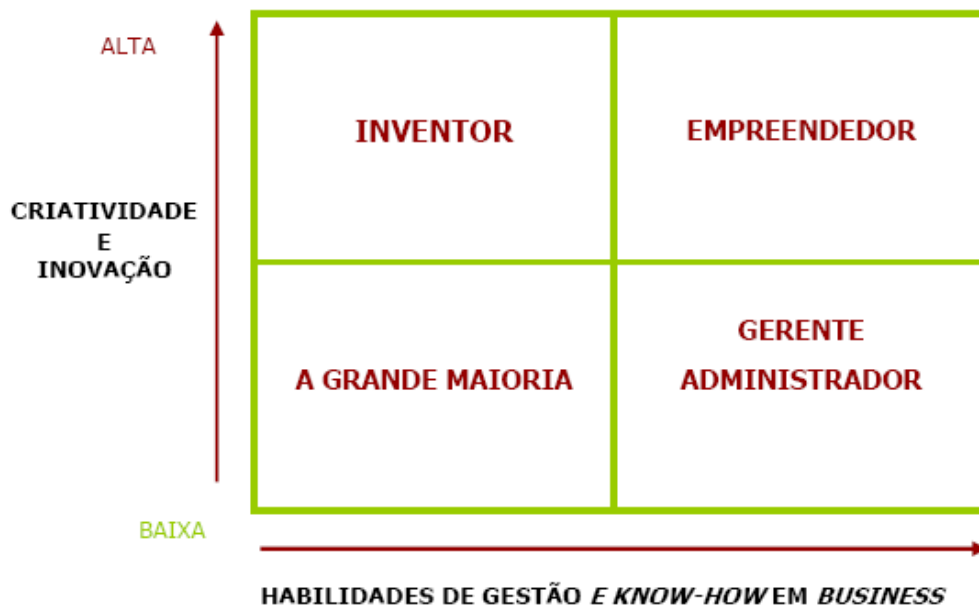 ALTA
INVENTOR
EMPREENDEDOR
CRIATIVIDADE
E
INOVAÇÃO
A GRANDE MAIORIA
GERENTE
ADMINISTRADOR
BAIXA
HABILIDADES DE GESTÃO E KNOW-HOW EM BUSINESS